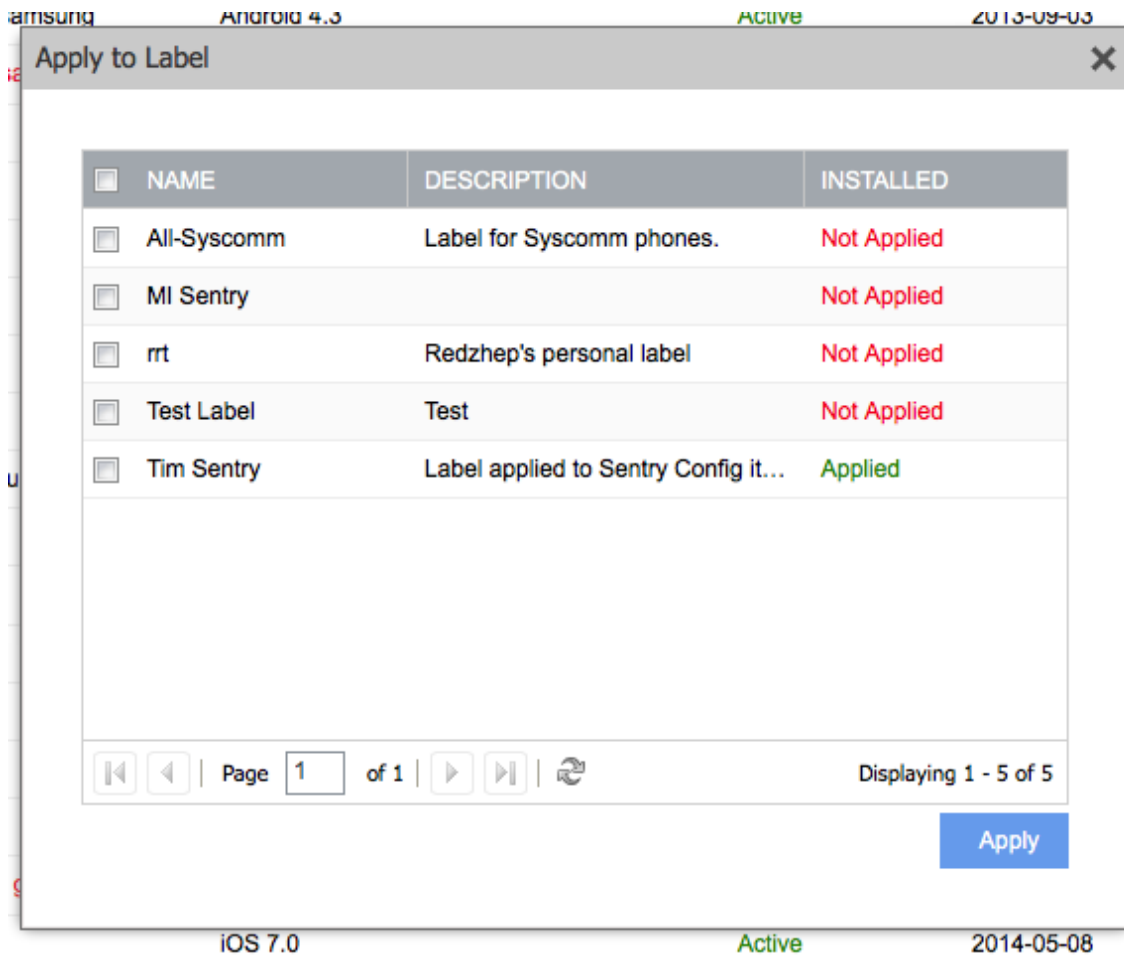 samsung Android 4.3 Active 2013-09-03
Apply to Label
NAME DESCRIPTION INSTALLED
All-Syscomm Label for Syscomm phones. Not Applied
MI Sentry Not Applied
rrt Redzhep's personal label Not Applied
Test Label Test Not Applied
Tim Sentry Label applied to Sentry Config it... Applied
Page 1 of 1 Displaying 1 - 5 of 5
Apply
iOS 7.0 Active 2014-05-08